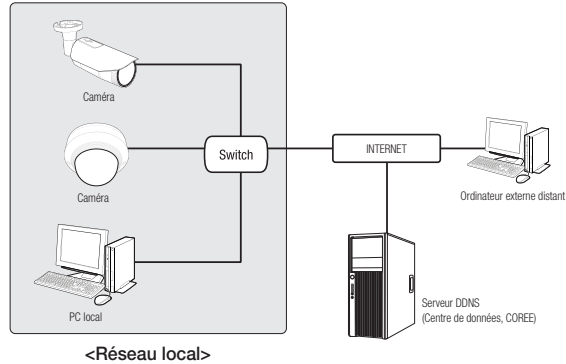 Caméra
Caméra
PC local
Switch
INTERNET
Ordinateur externe distant
Serveur DDNS
(Centre de données, COREE)
<Réseau local>